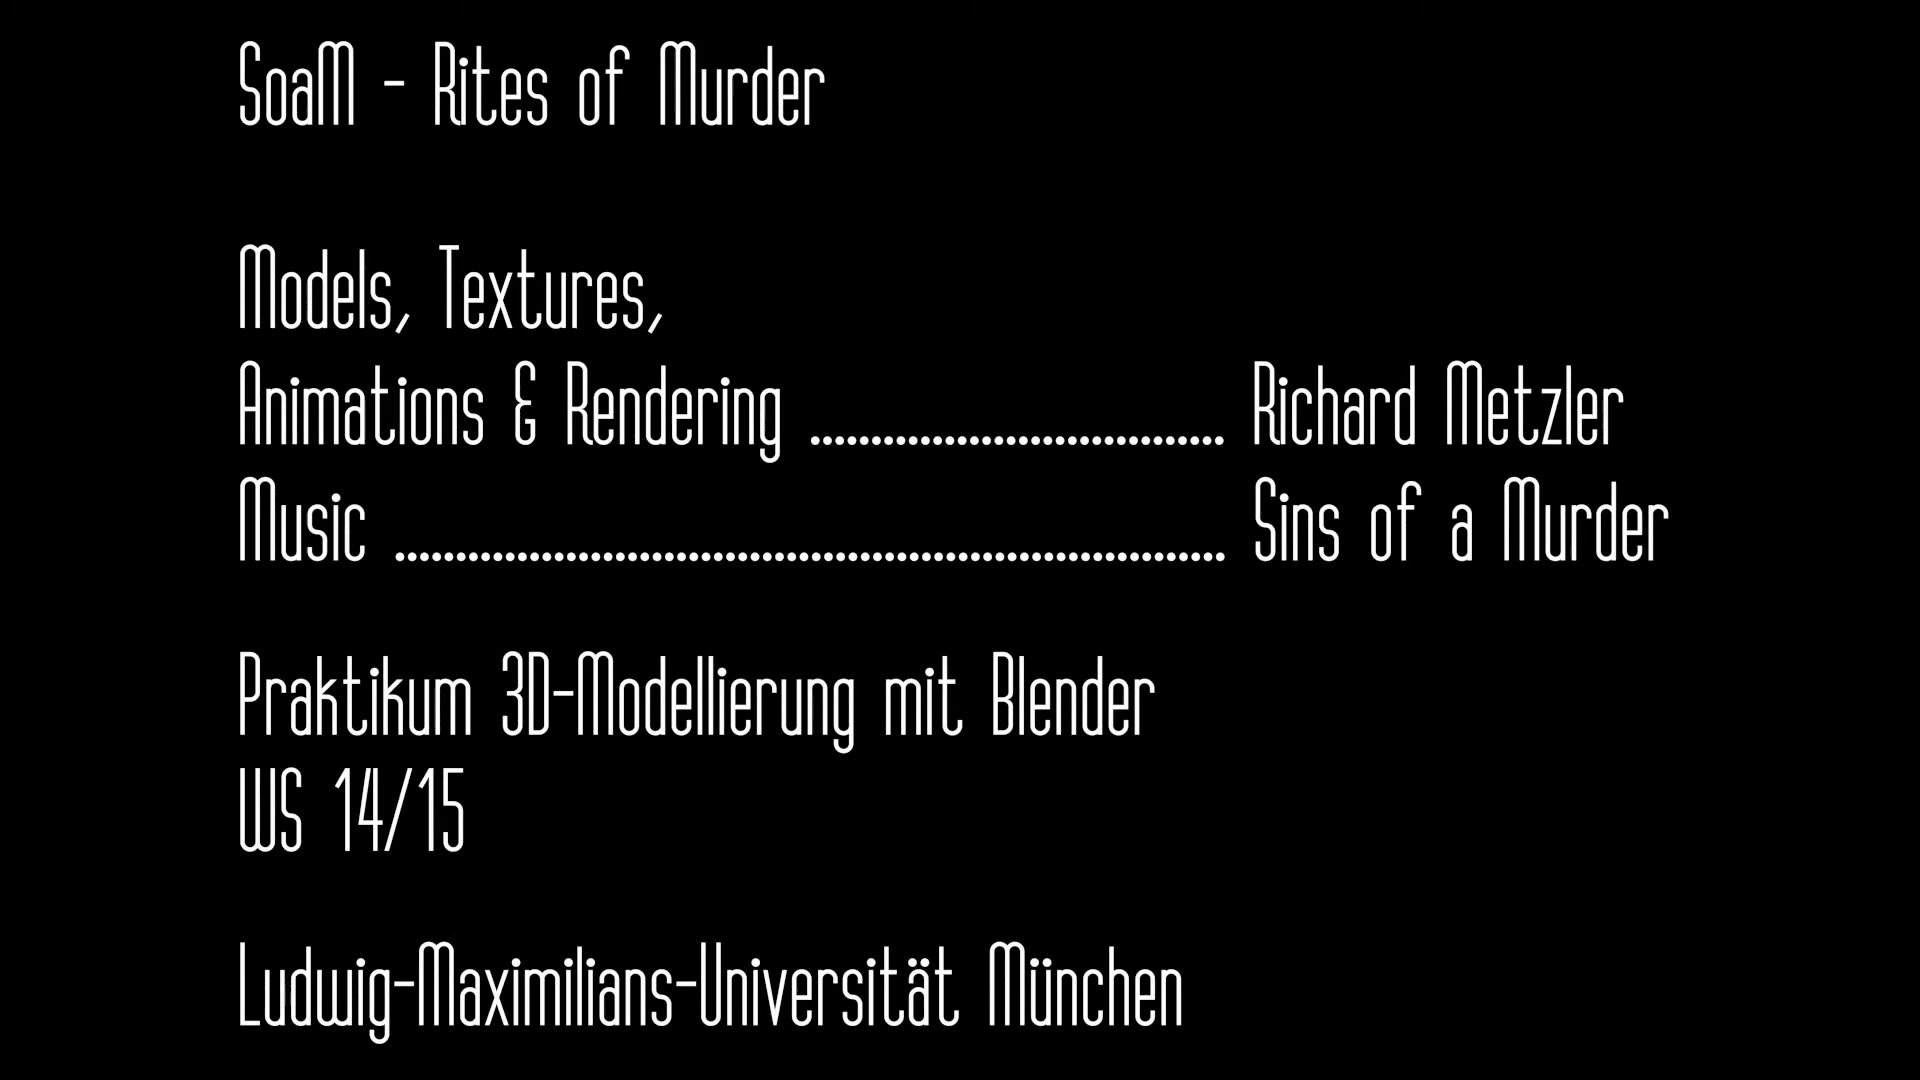 SoaM - Rites of Murder
Models, Textures,
Animations & Rendering .................................. Richard Metzler
Music .................................................................... Sins of a Murder
Praktikum 3D-Modellierung mit Blender
WS 14/15
Ludwig-Maximilians-Universität München